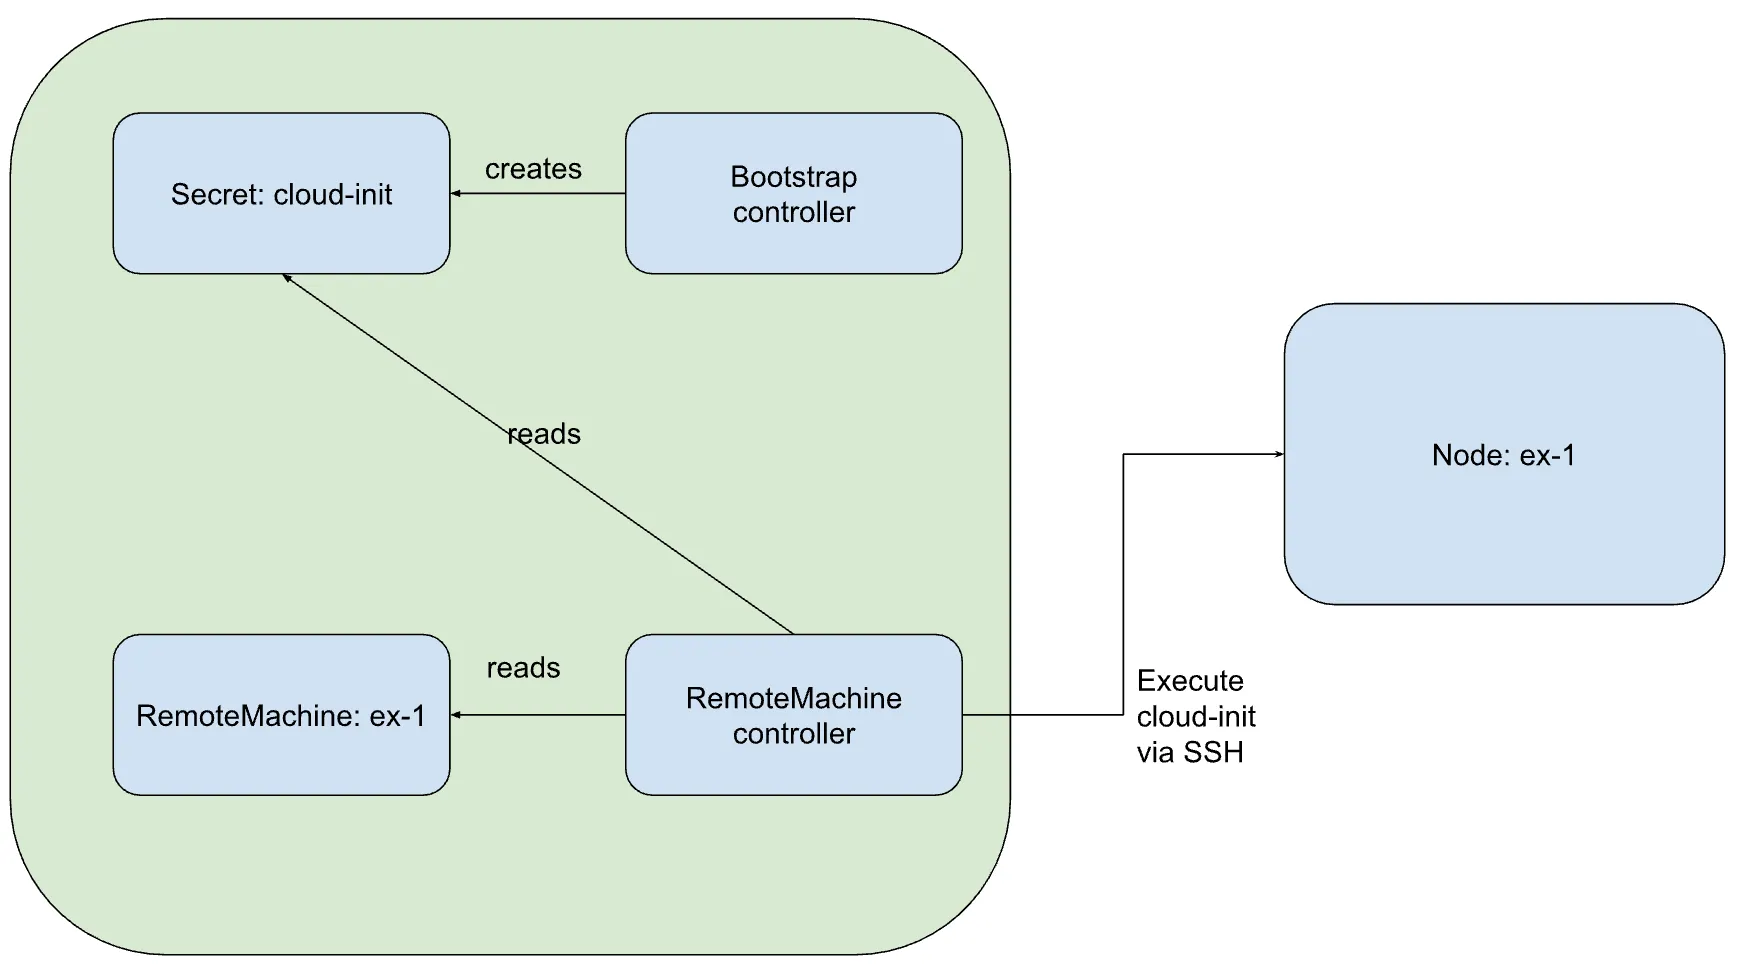 Secret: cloud-init
creates
Bootstrap
controller
reads
Node: ex-1
RemoteMachine: ex-1
reads
RemoteMachine
controller
Execute
cloud-init
via SSH